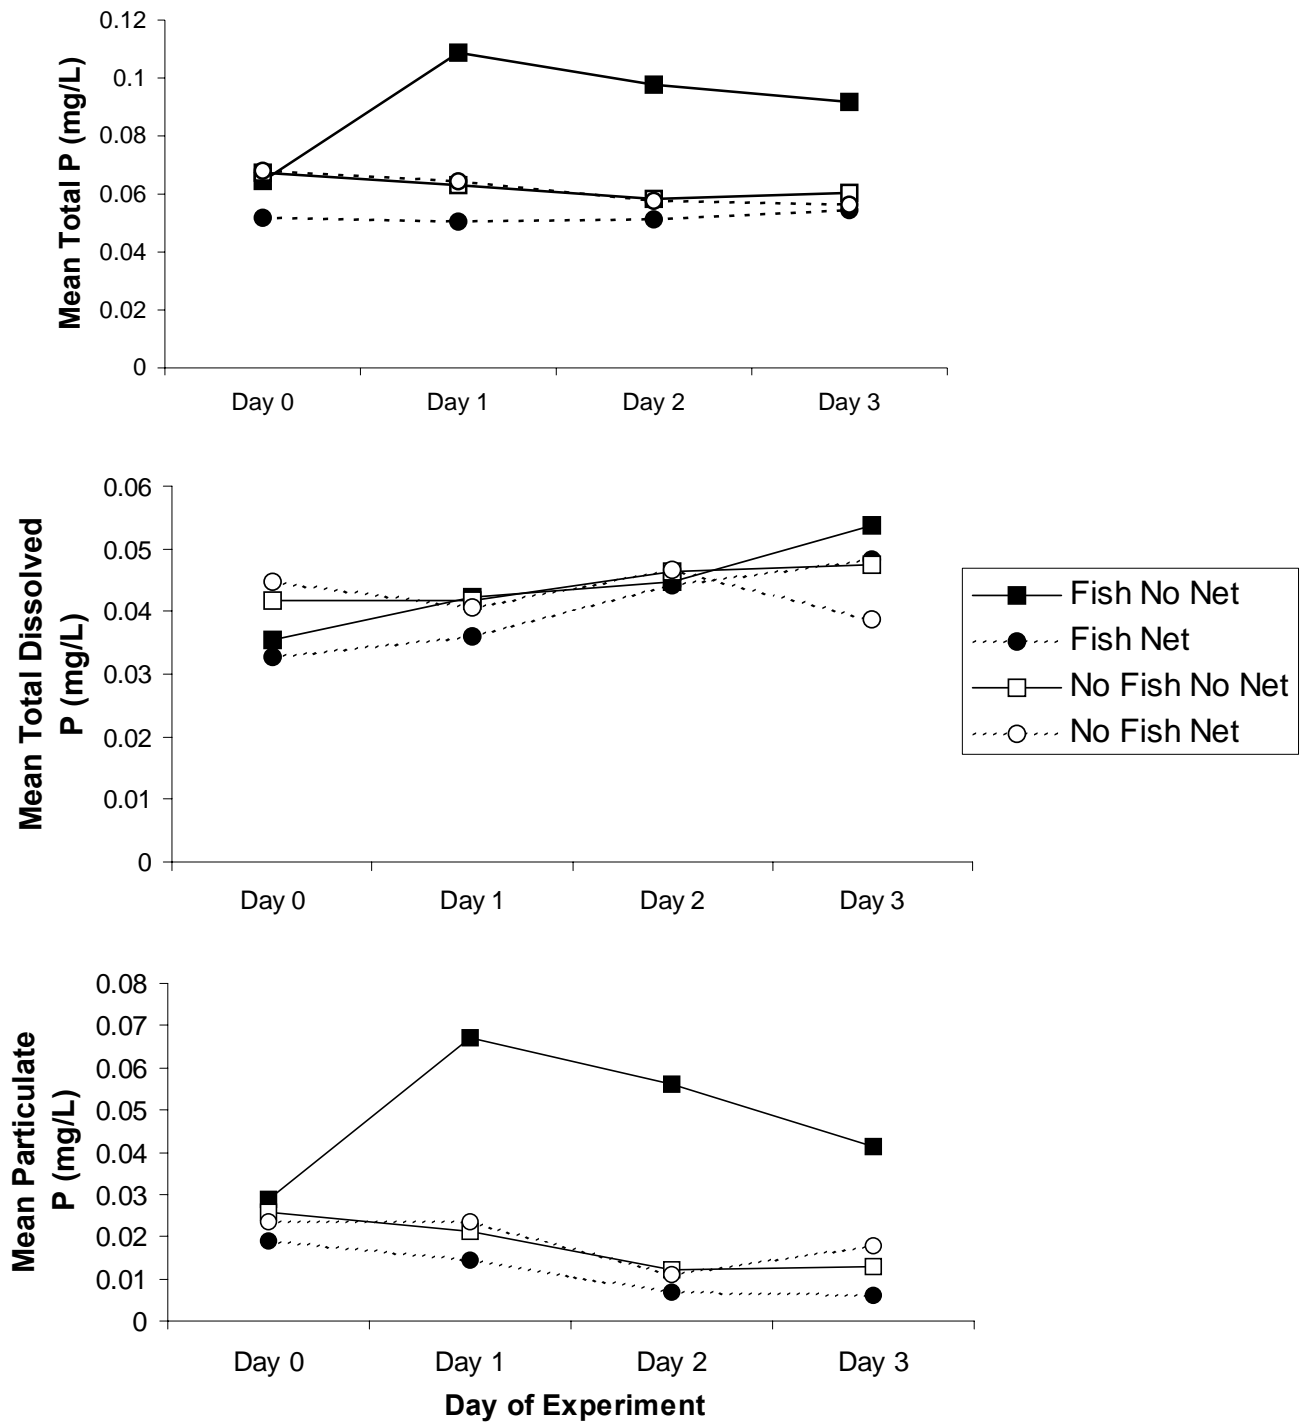 Mean Total P (mg/L)
0.12
0.1
0.08
0.06
0.04
0.02
0
Day 0 Day 1 Day 2 Day 3
Mean Total Dissolved
P (mg/L)
0.06
0.05
0.04
0.03
0.02
0.01
0
Day 0 Day 1 Day 2 Day 3
Fish No Net
Fish Net
No Fish No Net
No Fish Net
Mean Particulate
P (mg/L)
0.08
0.07
0.06
0.05
0.04
0.03
0.02
0.01
0
Day 0 Day 1 Day 2 Day 3
Day of Experiment